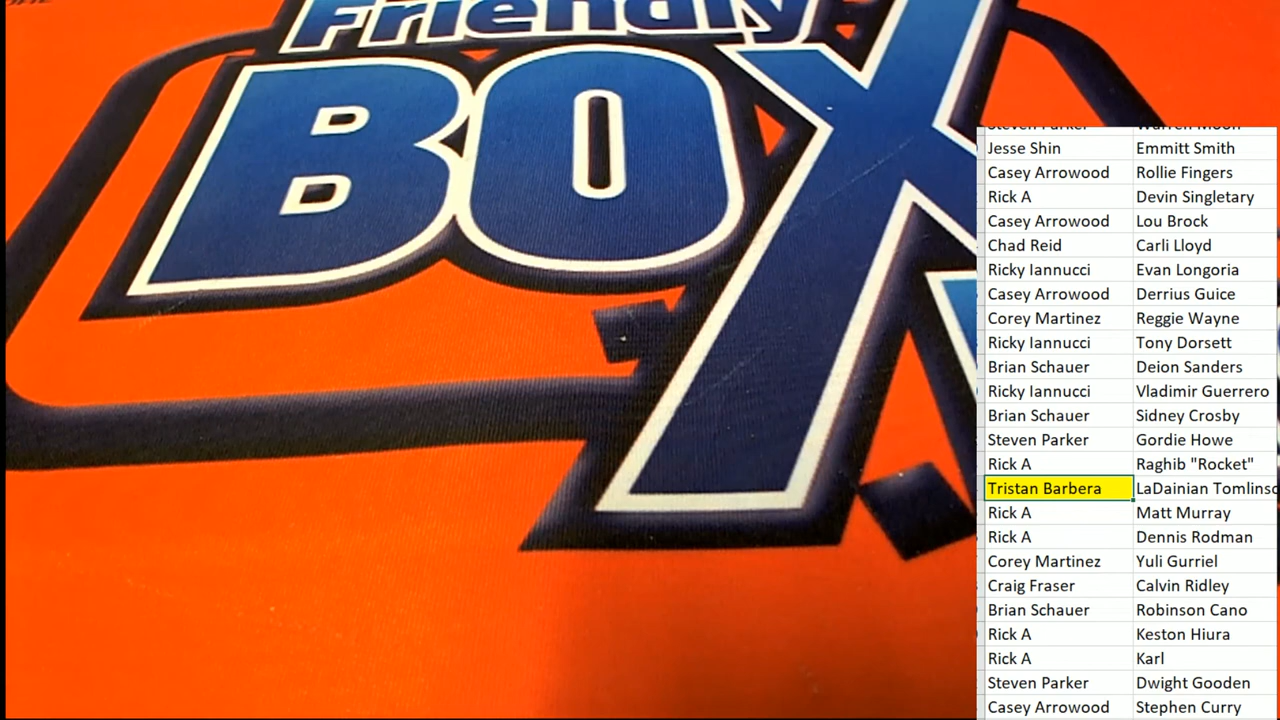 Friendly
BOX
Steven Parker Warren Moon
Jesse Shin Emmitt Smith
Casey Arrowood Rollie Fingers
Rick A Devin Singletary
Casey Arrowood Lou Brock
Chad Reid Carli Lloyd
Ricky Iannucci Evan Longoria
Casey Arrowood Derrius Guice
Corey Martinez Reggie Wayne
Ricky Iannucci Tony Dorsett
Brian Schauer Deion Sanders
Ricky Iannucci Vladimir Guerrero
Brian Schauer Sidney Crosby
Steven Parker Gordie Howe
Rick A Raghib "Rocket"
Tristan Barbera LaDainian Tomlinso
Rick A Matt Murray
Rick A Dennis Rodman
Corey Martinez Yuli Gurriel
Craig Fraser Calvin Ridley
Brian Schauer Robinson Cano
Rick A Keston Hiura
Rick A Karl
Steven Parker Dwight Gooden
Casey Arrowood Stephen Curry